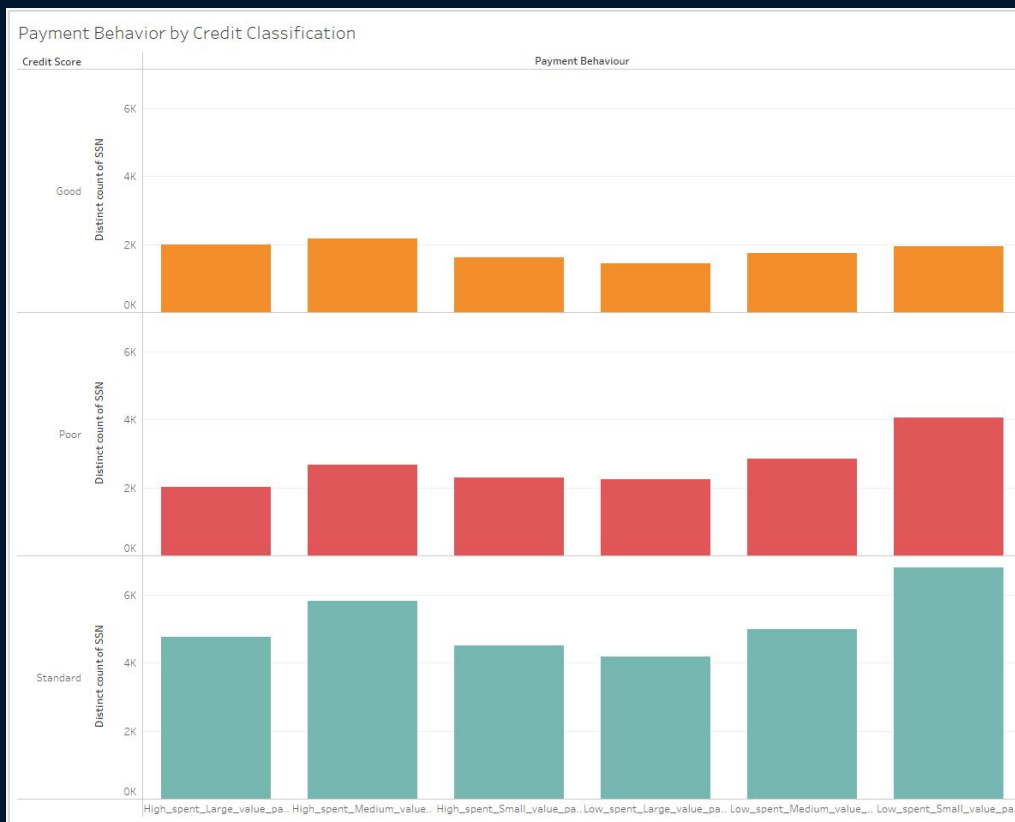 Payment Behavior by Credit Classification
Credit Score
Payment Behaviour
Good
Distinct count of SSN
6K
4K
2K
0K
Poor
Distinct count of SSN
6K
4K
2K
0K
Standard
Distinct count of SSN
6K
4K
2K
0K
High_spent_Large_value_pa.. High_spent_Medium_value.. High_spent_Small_value_pa.. Low_spent_Large_value_pa.. Low_spent_Medium_value_.. Low_spent_Small_value_pa